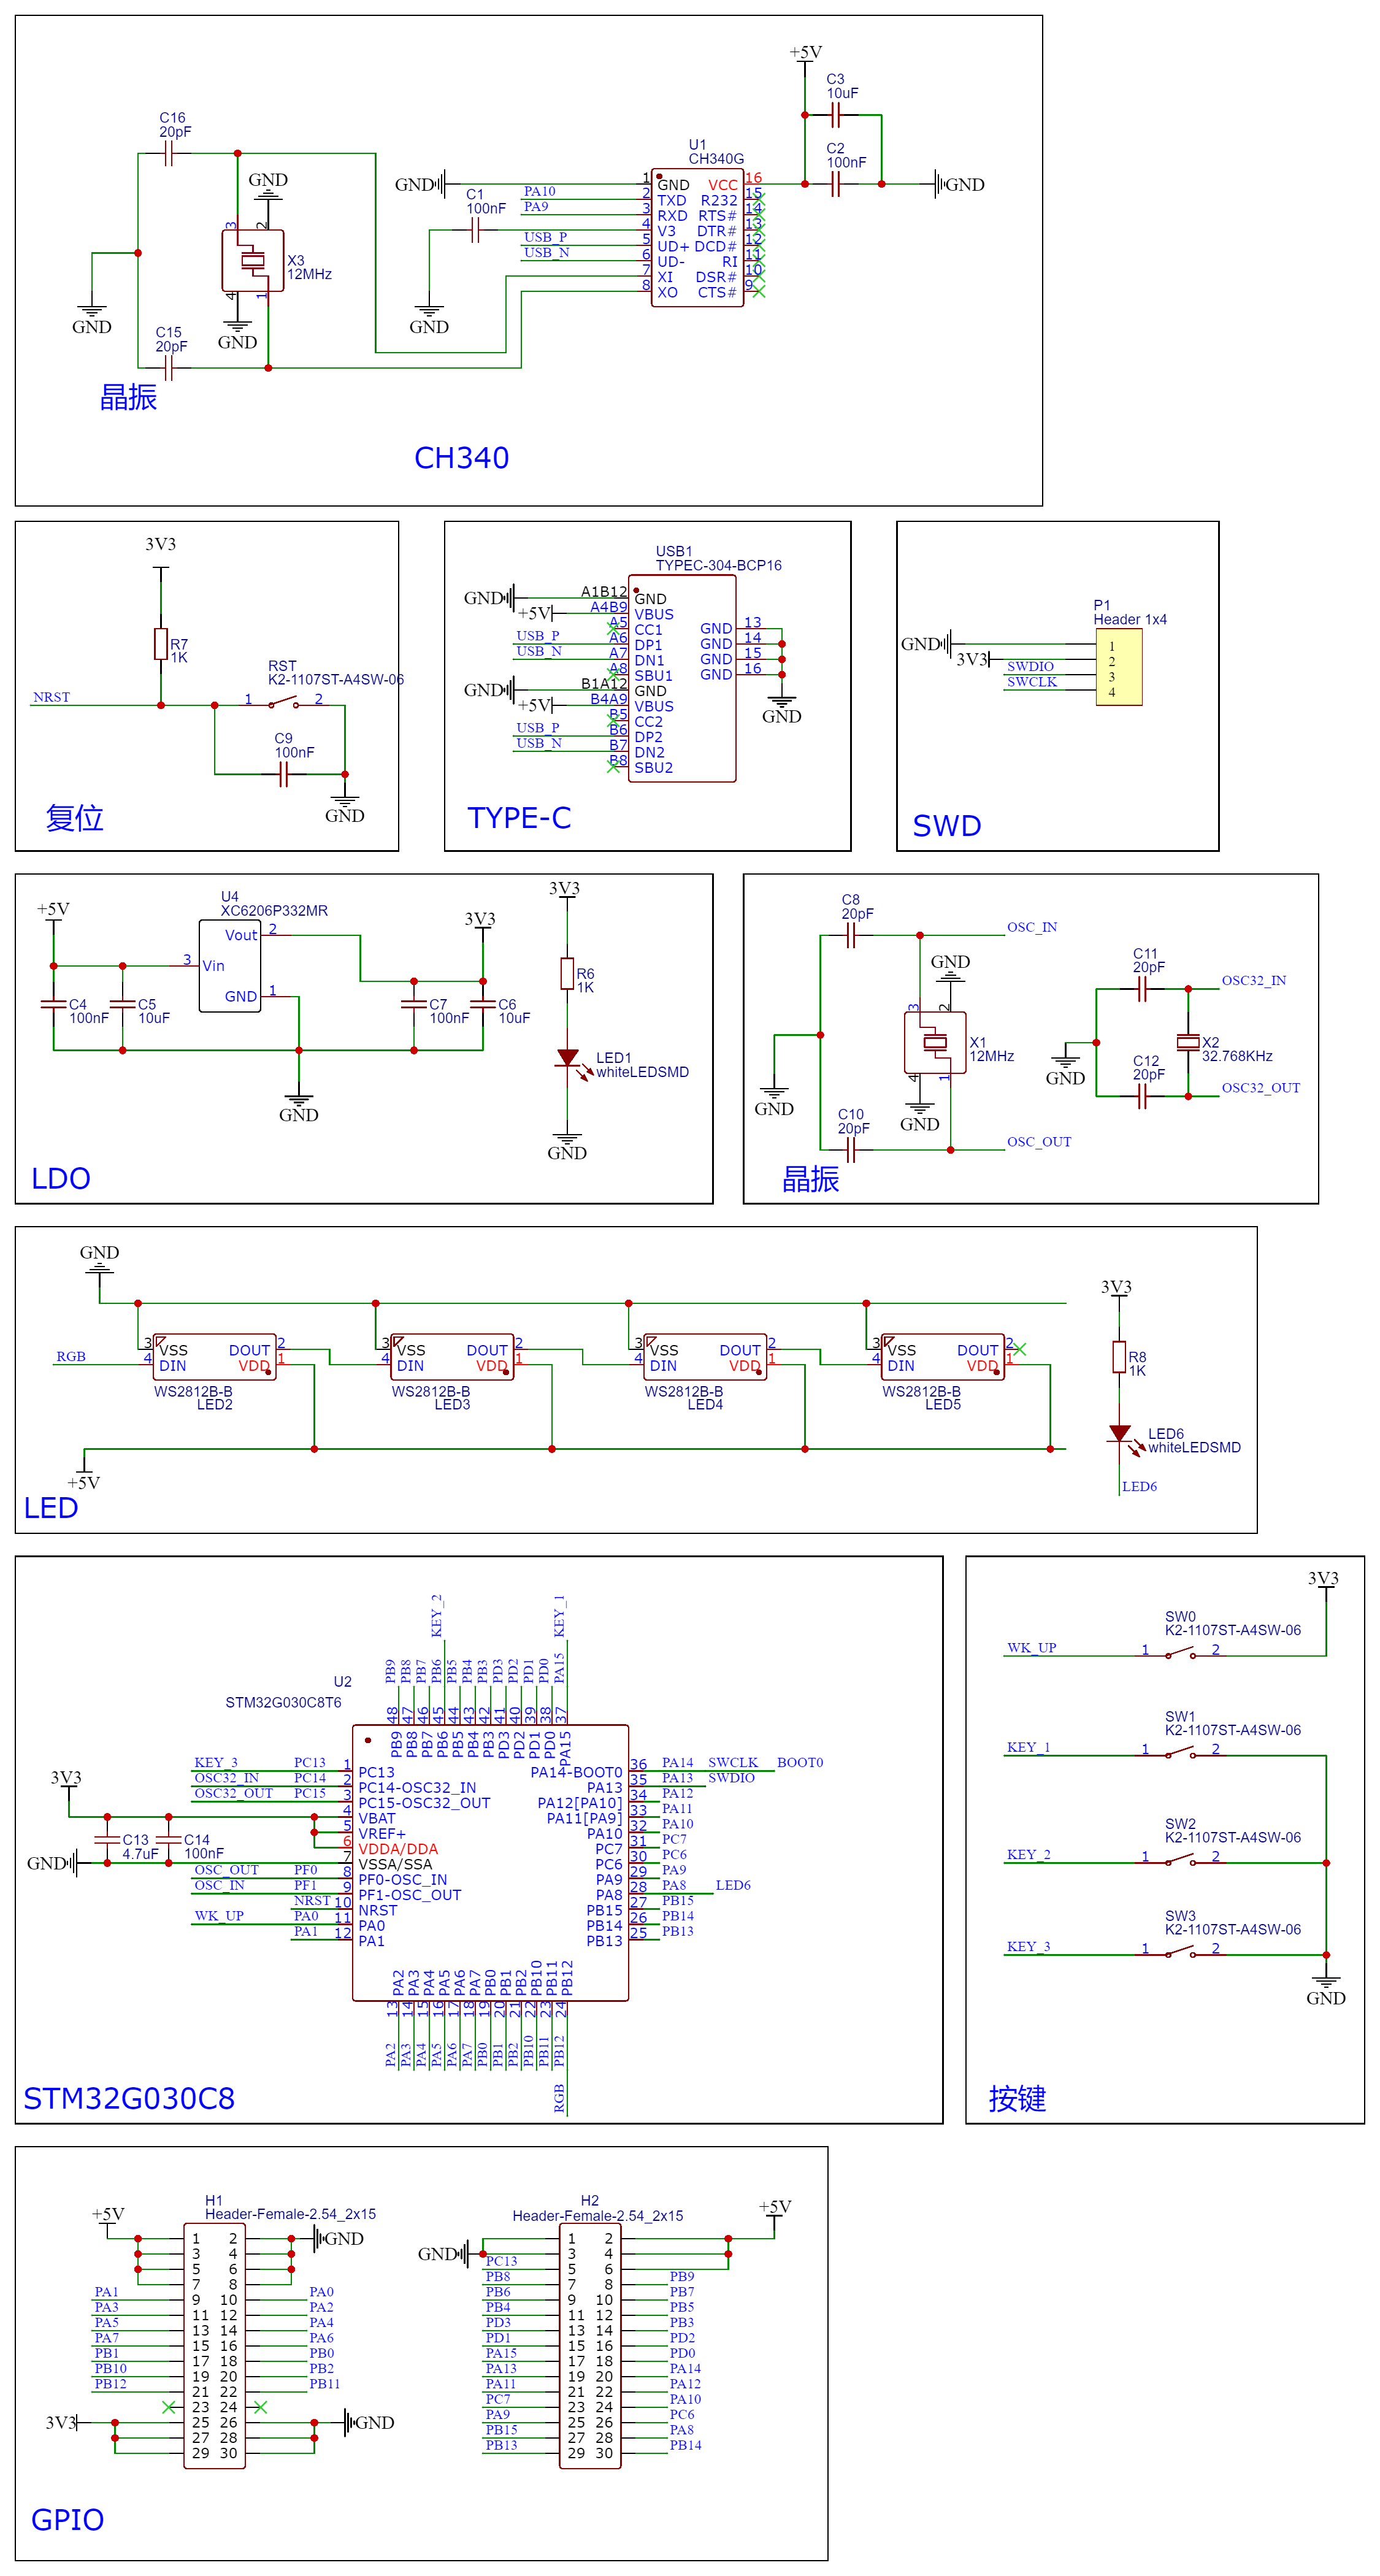 +5V
C3
10uF
C16
20pF
U1
CH340G
C2
100nF
GND
GND
1 GND VCC 16
GND
PA10 2 TXD R232 15
C1
100nF
PA9 3 RXD RTS# 14
4 V3 DTR# 13
USB_P 5 UD+ DCD# 12
USB_N 6 UD- RI 11
7 XI DSR# 10
8 XO CTS# 9
3 2
X3
12MHz
4 1
GND
GND
GND
C15
20pF
晶振
CH340
3V3
R7
1K
RST
K2-1107ST-A4SW-06
NRST
1 2
C9
100nF
GND
复位
USB1
TYPEC-304-BCP16
GND A1B12 GND
+5V A4B9 VBUS
A5 CC1 GND 13
USB_P A6 DP1 GND 14
USB_N A7 DN1 GND 15
A8 SBU1 GND 16
GND B1A12 GND
+5V B4A9 VBUS
GND
B5 CC2
USB_P B6 DP2
USB_N B7 DN2
B8 SBU2
TYPE-C
P1
Header 1x4
GND 1
3V3 2
SWDIO 3
SWCLK 4
SWD
+5V
U4
XC6206P332MR
Vout 2
3 Vin
GND 1
3V3
C4
100nF
C5
10uF
C7
100nF
C6
10uF
GND
3V3
R6
1K
LED1
whiteLEDSMD
GND
LDO
C8
20pF
OSC_IN
GND
3 2
X1
12MHz
4 1
GND
GND
C10
20pF
OSC_OUT
C11
20pF
OSC32_IN
X2
32.768KHz
GND
C12
20pF
OSC32_OUT
晶振
GND
3 VSS DOUT 2
RGB 4 DIN VDD 1
WS2812B-B
LED2
3 VSS DOUT 2
4 DIN VDD 1
WS2812B-B
LED3
3 VSS DOUT 2
4 DIN VDD 1
WS2812B-B
LED4
3 VSS DOUT 2
4 DIN VDD 1
WS2812B-B
LED5
+5V
3V3
R8
1K
LED6
whiteLEDSMD
LED6
LED
KEY_2 KEY_1
PB9 PB8 PB7 PB6 PB5 PB4 PB3 PD3 PD2 PD1 PD0 PA15
U2
STM32G030C8T6
48 47 46 45 44 43 42 41 40 39 38 37
PB9 PB8 PB7 PB6 PB5 PB4 PB3 PD3 PD2 PD1 PD0 PA15
KEY_3 PC13 1 PC13
OSC32_IN PC14 2 PC14-OSC32_IN
OSC32_OUT PC15 3 PC15-OSC32_OUT
3V3
4 VBAT
5 VREF+
6 VDDA/DDA
C13
4.7uF
C14
100nF
GND
7 VSSA/SSA
OSC_OUT PF0 8 PF0-OSC_IN
OSC_IN PF1 9 PF1-OSC_OUT
NRST 10 NRST
WK_UP PA0 11 PA0
PA1 12 PA1
PA14-BOOT0 36 PA14 SWCLK BOOT0
PA13 35 PA13 SWDIO
PA12[PA10] 34 PA12
PA11[PA9] 33 PA11
PA10 32 PA10
PC7 31 PC7
PC6 30 PC6
PA9 29 PA9
PA8 28 PA8 LED6
PB15 27 PB15
PB14 26 PB14
PB13 25 PB13
PA2 PA3 PA4 PA5 PA6 PA7 PB0 PB1 PB2 PB10 PB11 PB12
13 14 15 16 17 18 19 20 21 22 23 24
PA2 PA3 PA4 PA5 PA6 PA7 PB0 PB1 PB2 PB10 PB11 PB12
RGB
STM32G030C8
3V3
SW0
K2-1107ST-A4SW-06
WK_UP 1 2
SW1
K2-1107ST-A4SW-06
KEY_1 1 2
SW2
K2-1107ST-A4SW-06
KEY_2 1 2
SW3
K2-1107ST-A4SW-06
KEY_3 1 2
GND
按键
H1
Header-Female-2.54_2x15
+5V
1 2 GND
3 4
5 6
7 8
PA1 9 10 PA0
PA3 11 12 PA2
PA5 13 14 PA4
PA7 15 16 PA6
PB1 17 18 PB0
PB10 19 20 PB2
PB12 21 22 PB11
23 24
3V3 25 26 GND
27 28
29 30
H2
Header-Female-2.54_2x15
+5V
1 2
GND 3 4
PC13 5 6
PB8 7 8 PB9
PB6 9 10 PB7
PB4 11 12 PB5
PD3 13 14 PB3
PD1 15 16 PD2
PA15 17 18 PD0
PA13 19 20 PA14
PA11 21 22 PA12
PC7 23 24 PA10
PA9 25 26 PC6
PB15 27 28 PA8
PB13 29 30 PB14
GPIO